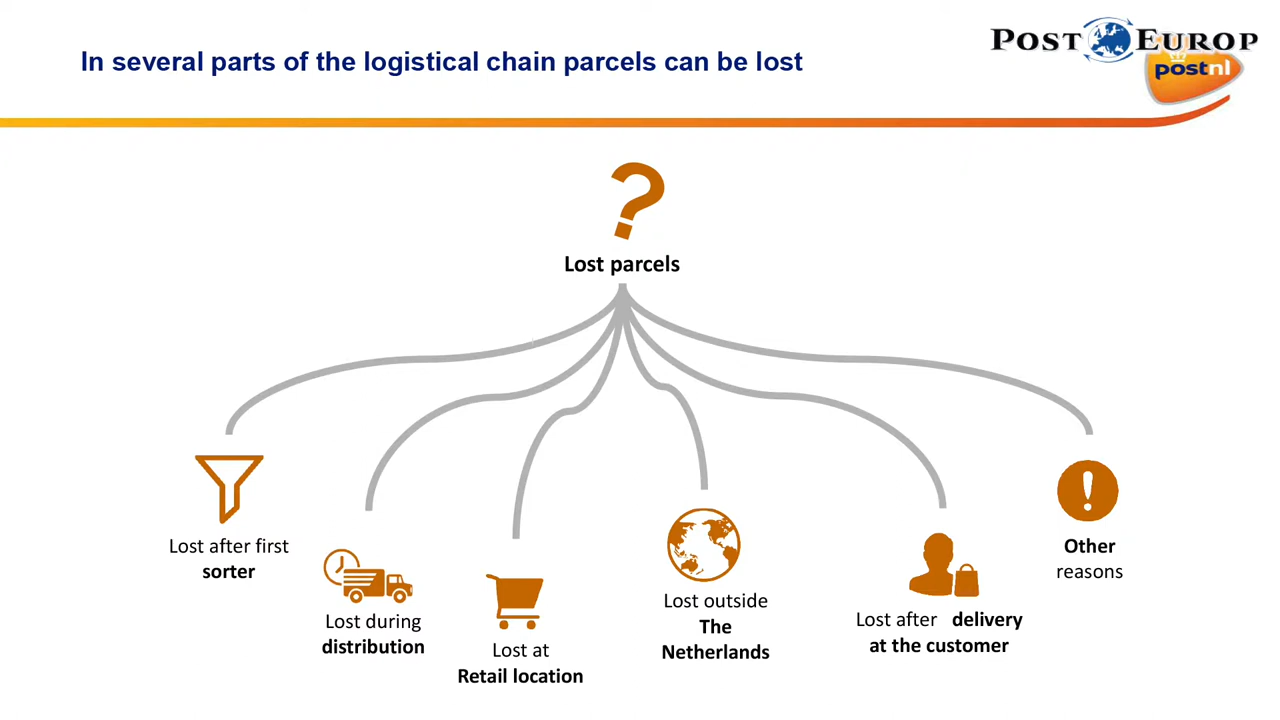 In several parts of the logistical chain parcels can be lost
POST EUROP
postnl
?
Lost parcels
Lost after first
sorter
Lost during
distribution
Lost at
Retail location
Lost outside
The
Netherlands
Lost after delivery
at the customer
!
Other
reasons